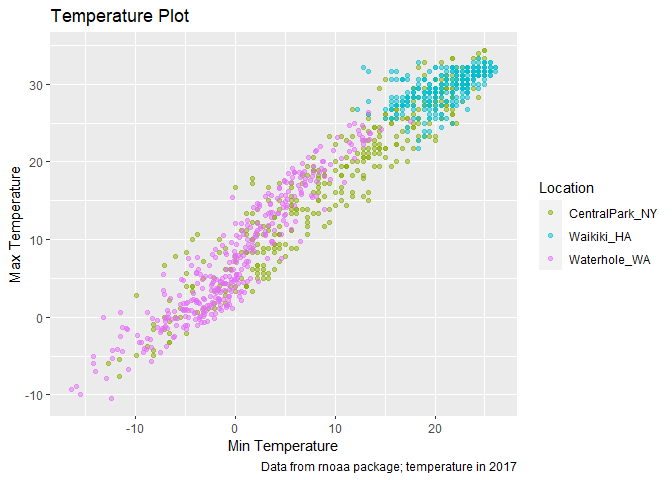 Temperature Plot
30
20
10
0
-10
Max Temperature
-10
0
10
20
Min Temperature
Location
CentralPark_NY
Waikiki_HA
Waterhole_WA
Data from rnoaa package; temperature in 2017